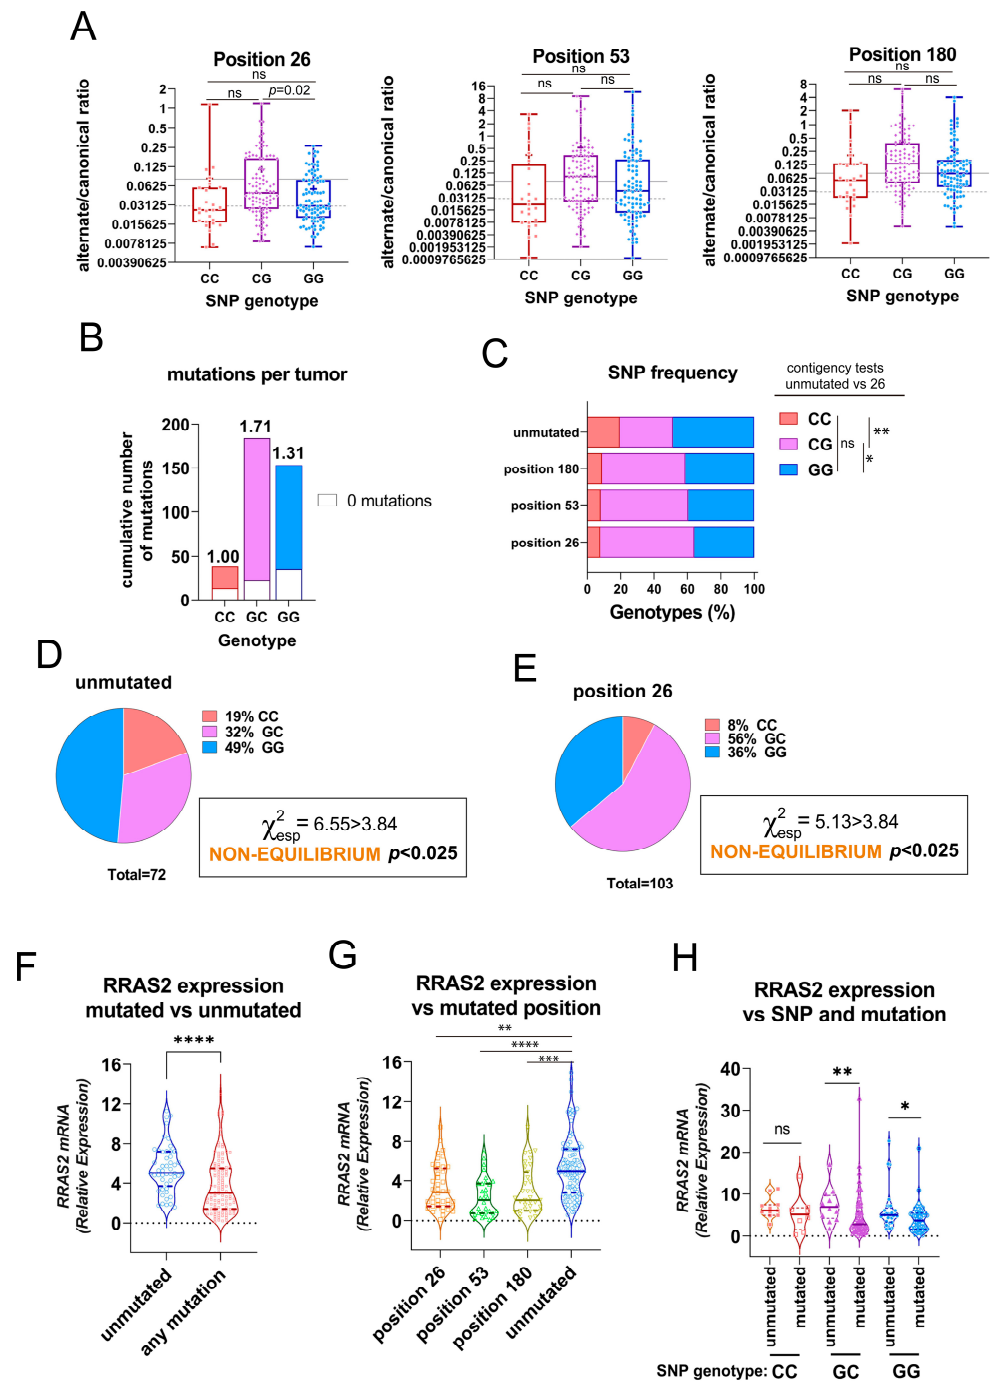 A
Position 26
ns
ns
p=0.02
alternate/canonical ratio
2
1
0.5
0.25
0.125
0.0625
0.03125
0.015625
0.0078125
0.00390625
CC
CG
GG
SNP genotype
Position 53
ns
ns
ns
alternate/canonical ratio
16
8
4
2
1
0.5
0.25
0.125
0.0625
0.03125
0.015625
0.0078125
0.00390625
0.001953125
0.0009765625
CC
CG
GG
SNP genotype
Position 180
ns
ns
ns
alternate/canonical ratio
8
4
2
1
0.5
0.25
0.125
0.0625
0.03125
0.015625
0.0078125
0.00390625
0.001953125
0.0009765625
CC
CG
GG
SNP genotype
B
mutations per tumor
cumulative number
of mutations
200
150
100
50
0
1.00
1.71
1.31
0 mutations
CC
GC
GG
Genotype
C
SNP frequency
contigency tests
unmutated vs 26
unmutated
position 180
position 53
position 26
0
20
40
60
80
100
Genotypes (%)
CC
CG
GG
ns
**
*
D
unmutated
19% CC
32% GC
49% GG
χ2esp = 6.55>3.84
NON-EQUILIBRIUM p<0.025
Total=72
E
position 26
8% CC
56% GC
36% GG
χ2esp = 5.13>3.84
NON-EQUILIBRIUM p<0.025
Total=103
F
RRAS2 expression
mutated vs unmutated
****
RRAS2 mRNA
(Relative Expression)
16
12
8
4
0
unmutated
any mutation
G
RRAS2 expression
vs mutated position
**
****
***
RRAS2 mRNA
(Relative Expression)
16
12
8
4
0
position 26
position 53
position 180
unmutated
H
RRAS2 expression
vs SNP and mutation
ns
**
*
RRAS2 mRNA
(Relative Expression)
40
30
20
10
0
unmutated
mutated
unmutated
mutated
unmutated
mutated
SNP genotype: CC GC GG